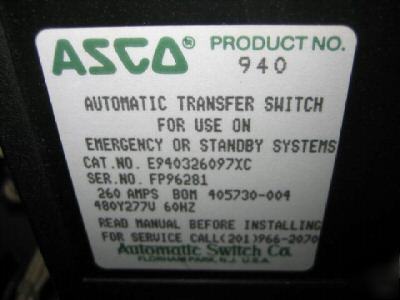 ASCO® PRODUCT NO.
940
AUTOMATIC TRANSFER SWITCH
FOR USE ON
EMERGENCY OR STANDBY SYSTEMS
CAT.NO. E940326097XC
SER.NO. FP96281
260 AMPS BOM 405730-004
480Y277V 60HZ
READ MANUAL BEFORE INSTALLING
FOR SERVICE CALL(201)966-2070
Automatic Switch Co.
FLORHAM PARK, N.J. U.S.A.